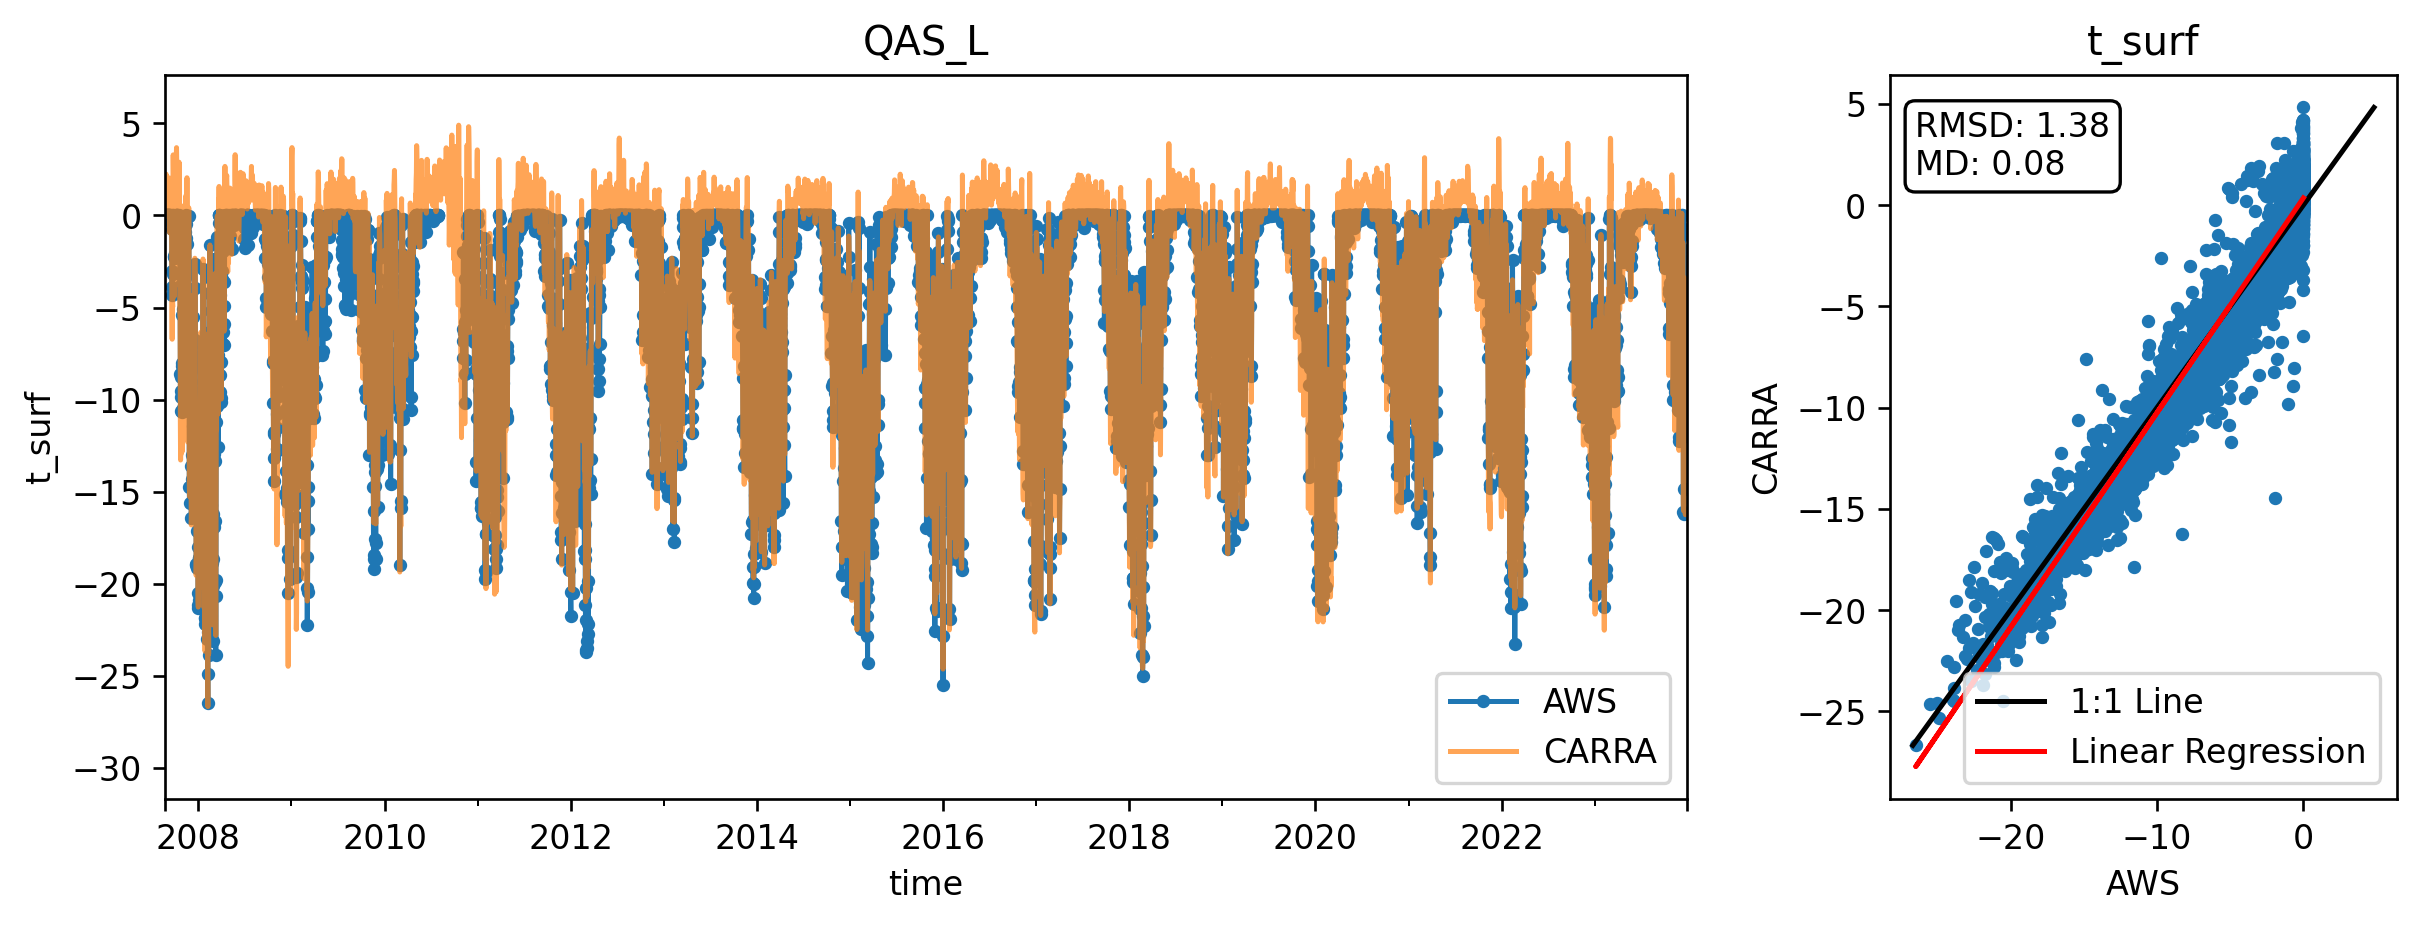 QAS_L
t_surf
5
0
−5
−10
−15
−20
−25
−30
2008 2010 2012 2014 2016 2018 2020 2022
time
AWS
CARRA
t_surf
CARRA
5
0
−5
−10
−15
−20
−25
RMSD: 1.38
MD: 0.08
1:1 Line
Linear Regression
−20 −10 0
AWS